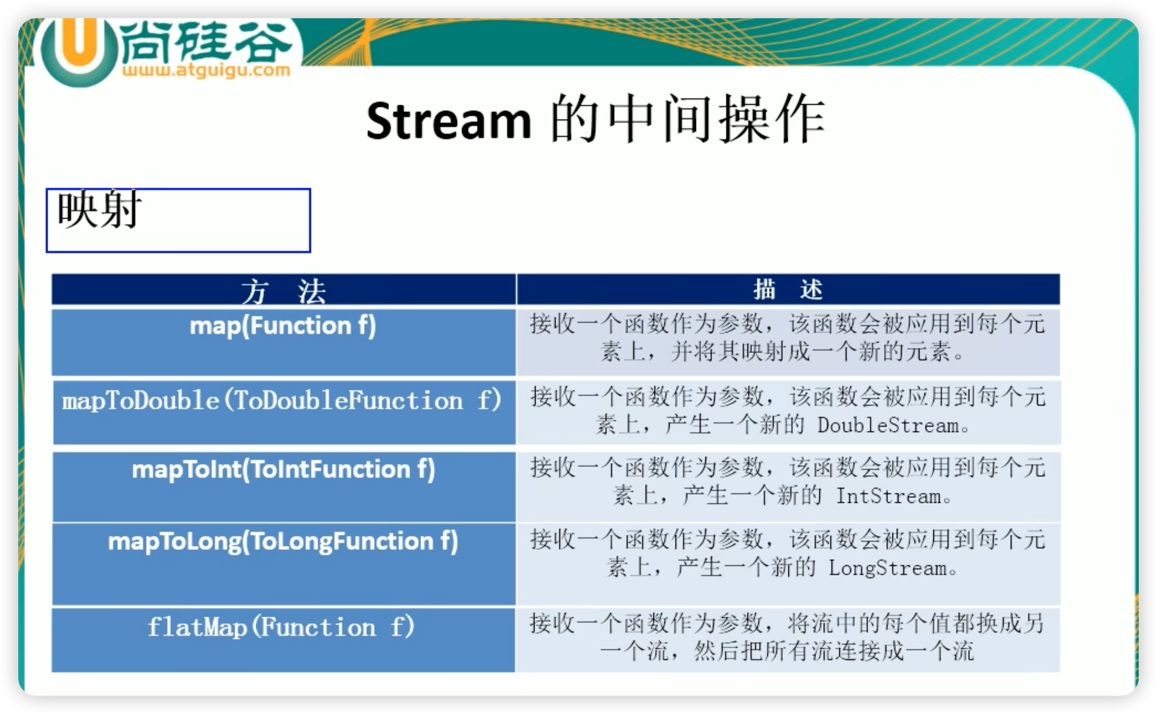 尚硅谷
www.atguigu.com
Stream 的中间操作
映射
方 法
描 述
map(Function f)
接收一个函数作为参数，该函数会被应用到每个元
素上，并将其映射成一个新的元素。
mapToDouble(ToDoubleFunction f)
接收一个函数作为参数，该函数会被应用到每个元
素上，产生一个新的 DoubleStream。
mapToInt(ToIntFunction f)
接收一个函数作为参数，该函数会被应用到每个元
素上，产生一个新的 IntStream。
mapToLong(ToLongFunction f)
接收一个函数作为参数，该函数会被应用到每个元
素上，产生一个新的 LongStream。
flatMap(Function f)
接收一个函数作为参数，将流中的每个值都换成另
一个流，然后把所有流连接成一个流